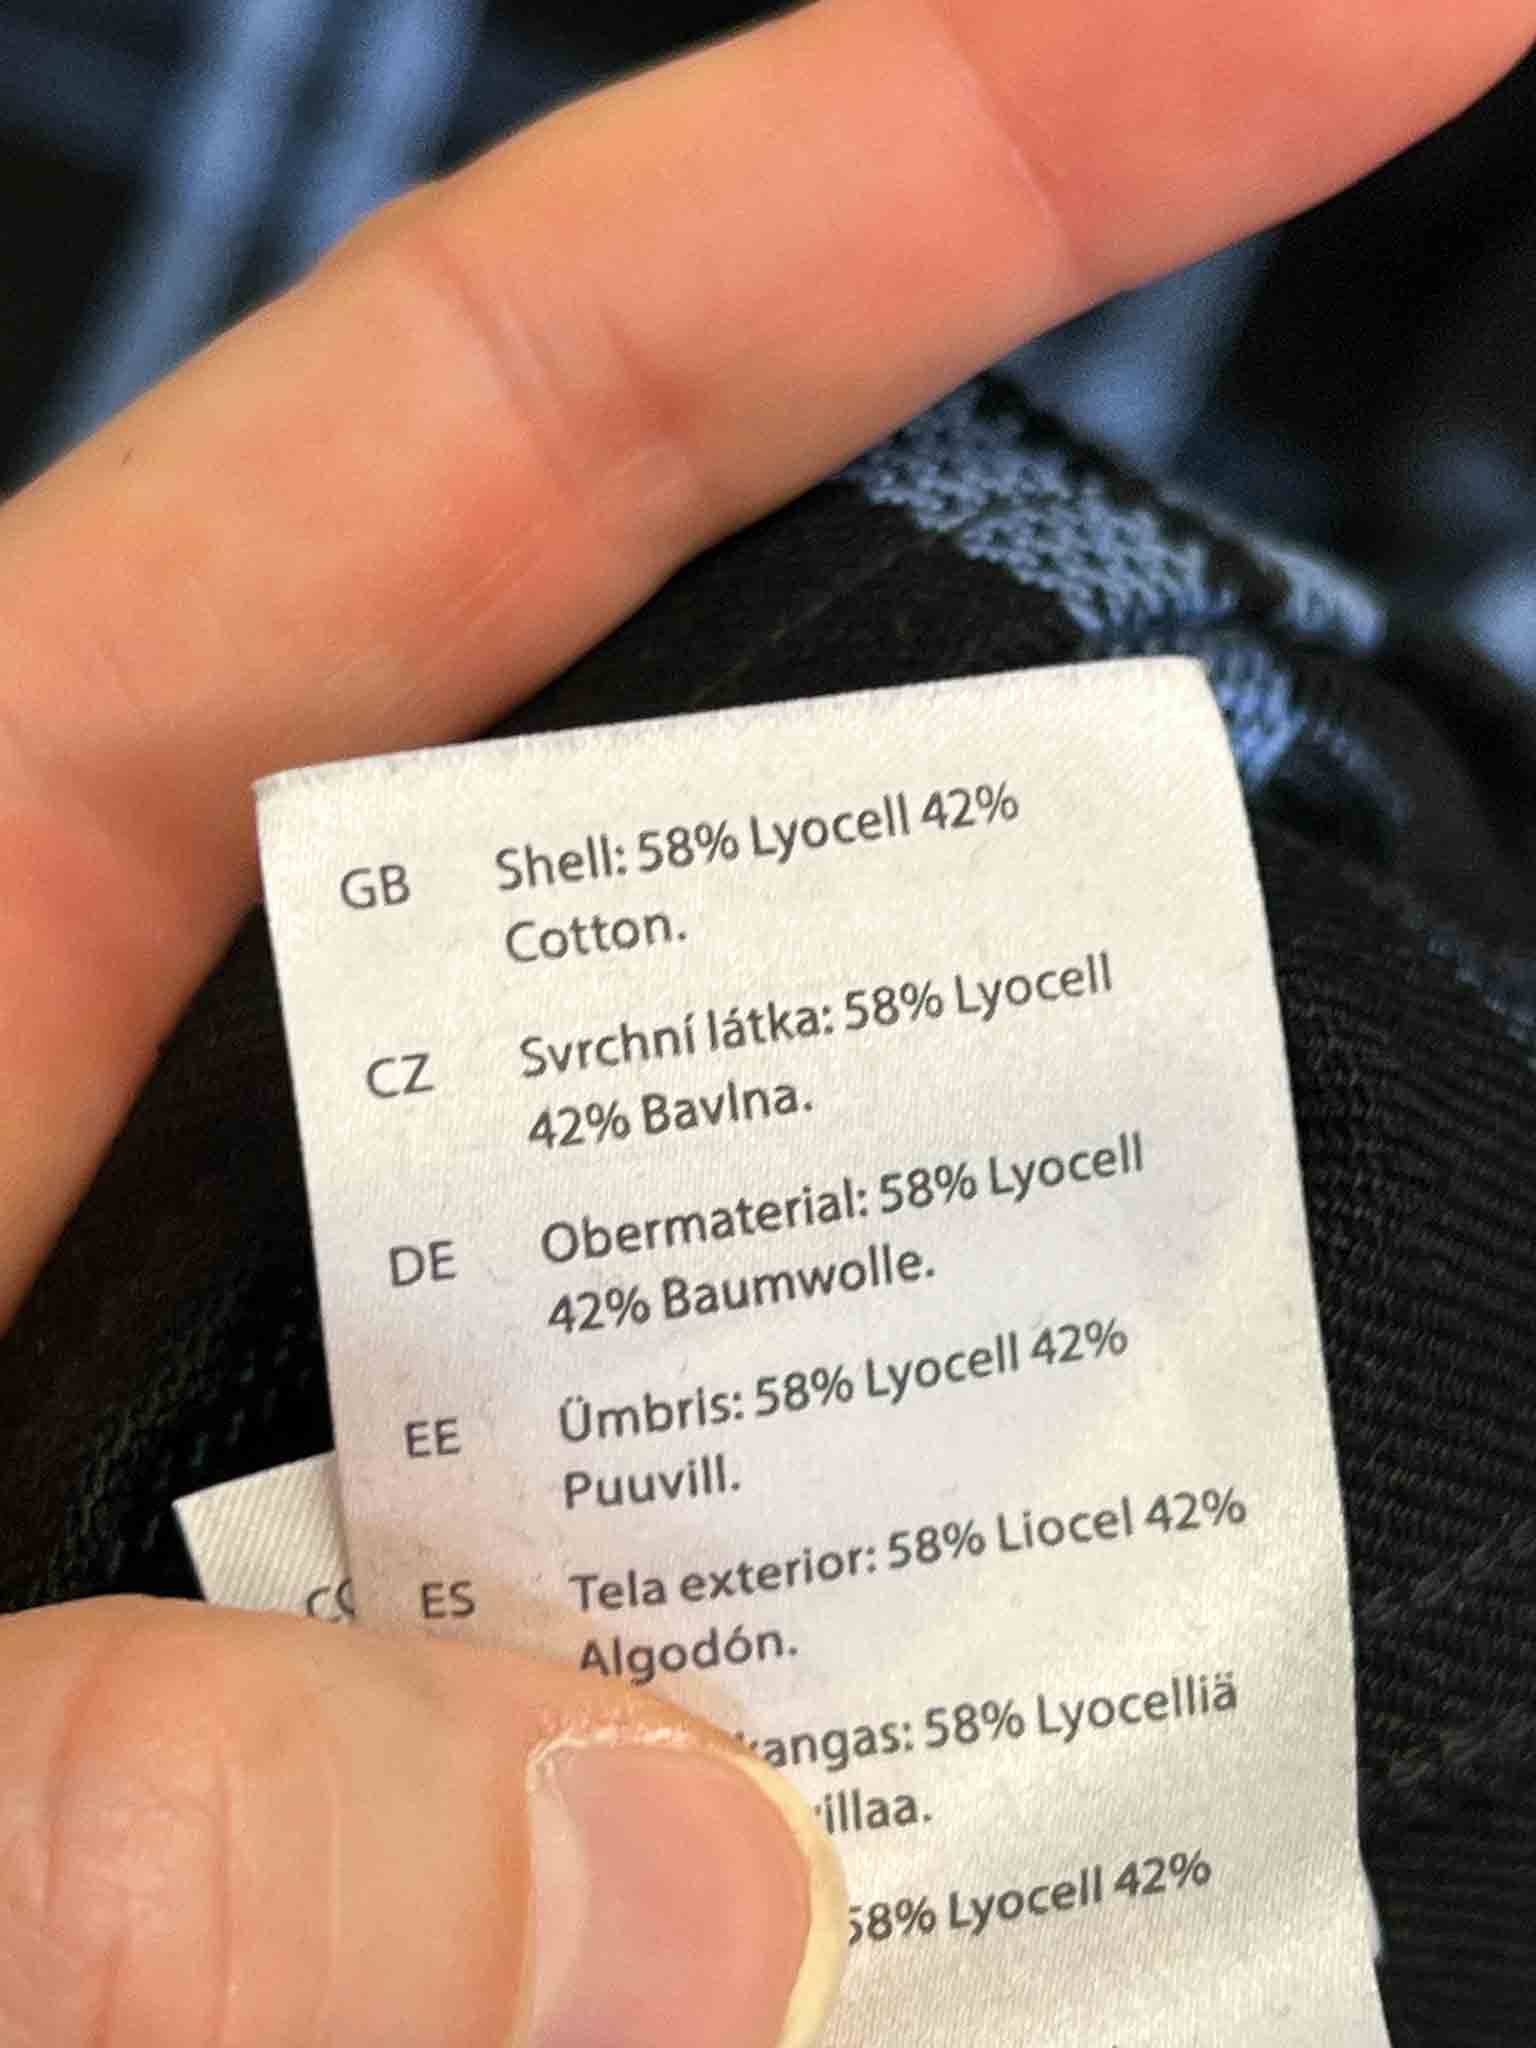 GB Shell: 58% Lyocell 42%
Cotton.
CZ Svrchní látka: 58% Lyocell
42% Bavlna.
DE Obermaterial: 58% Lyocell
42% Baumwolle.
EE Ümbris: 58% Lyocell 42%
Puuvill.
ES Tela exterior: 58% Liocel 42%
Algodón.
58% Lyocelliä
58% Lyocell 42%